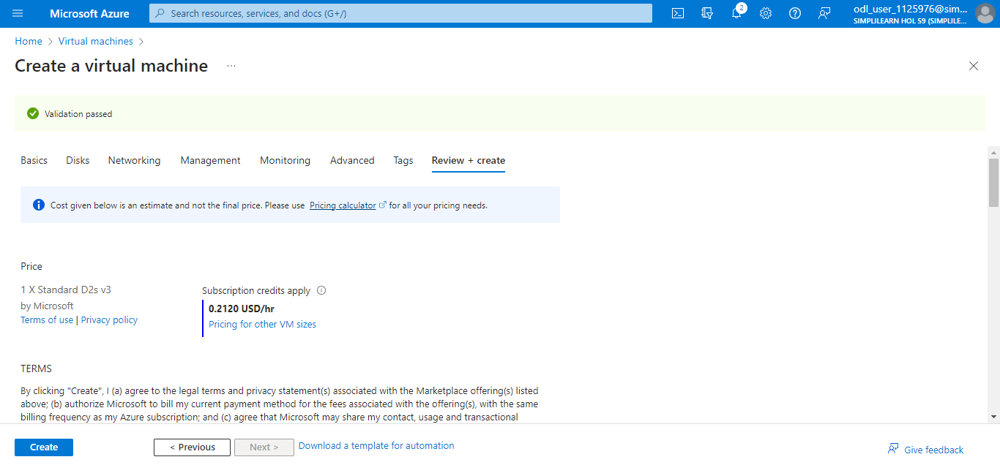 Microsoft Azure
Search resources, services, and docs (G+/)
2
odl_user_1125976@sim...
SIMPLILEARN HOL 59 (SIMPLILE...
Home > Virtual machines >
Create a virtual machine ...
Validation passed
Basics Disks Networking Management Monitoring Advanced Tags Review + create
Cost given below is an estimate and not the final price. Please use Pricing calculator for all your pricing needs.
Price
1 X Standard D2s v3
by Microsoft
Terms of use | Privacy policy
Subscription credits apply
0.2120 USD/hr
Pricing for other VM sizes
TERMS
By clicking "Create", I (a) agree to the legal terms and privacy statement(s) associated with the Marketplace offering(s) listed
above; (b) authorize Microsoft to bill my current payment method for the fees associated with the offering(s), with the same
billing frequency as my Azure subscription; and (c) agree that Microsoft may share my contact, usage and transactional
Create
< Previous
Next >
Download a template for automation
Give feedback